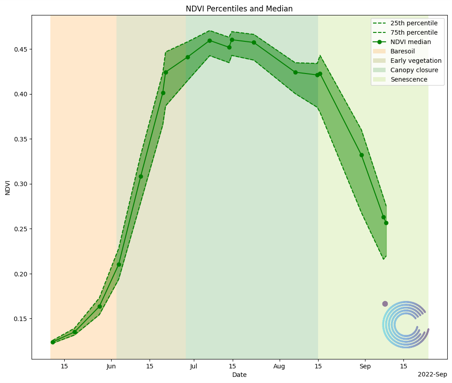 NDVI Percentiles and Median
25th percentile
75th percentile
NDVI median
Baresoil
Early vegetation
Canopy closure
Senescence
NDVI
0.45
0.40
0.35
0.30
0.25
0.20
0.15
15 Jun 15 Jul 15 Aug 15 Sep 15
Date
2022-Sep